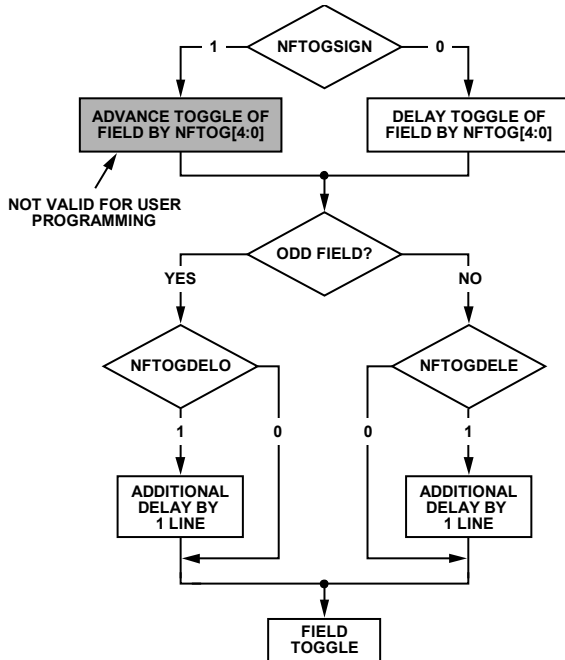 NFTOGSIGN
1
0
ADVANCE TOGGLE OF
FIELD BY NFTOG[4:0]
DELAY TOGGLE OF
FIELD BY NFTOG[4:0]
NOT VALID FOR USER
PROGRAMMING
ODD FIELD?
YES
NO
NFTOGDELO
NFTOGDELE
1
0
0
1
ADDITIONAL
DELAY BY
1 LINE
ADDITIONAL
DELAY BY
1 LINE
FIELD
TOGGLE